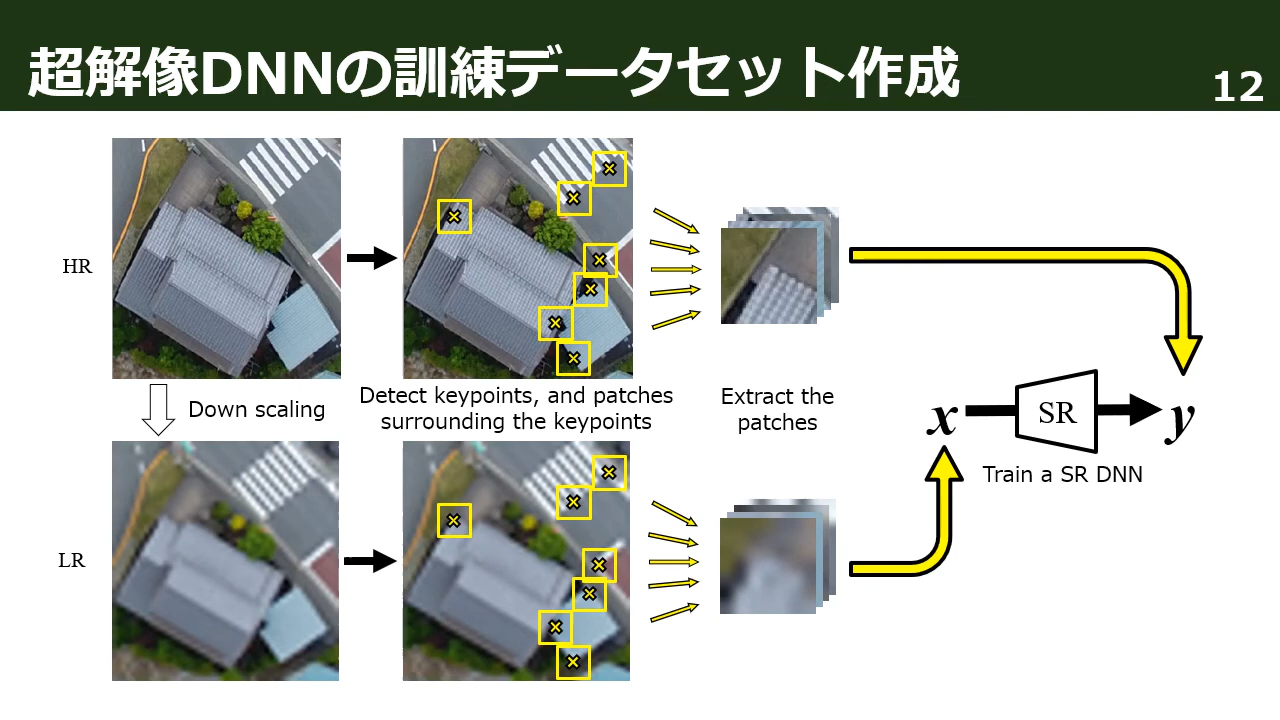 超解像DNNの訓練データセット作成
12
HR
Down scaling
Detect keypoints, and patches
surrounding the keypoints
Extract the
patches
x
SR
y
Train a SR DNN
LR